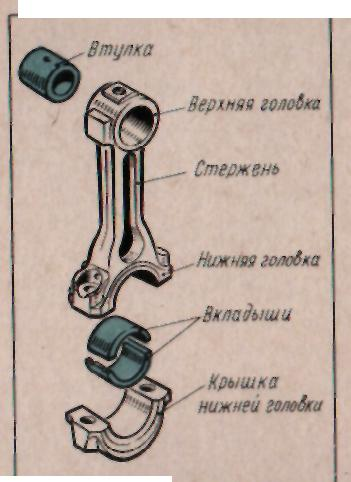 Втулка
Верхняя головка
Стержень
Нижняя головка
Вкладыши
Крышка
нижней головки